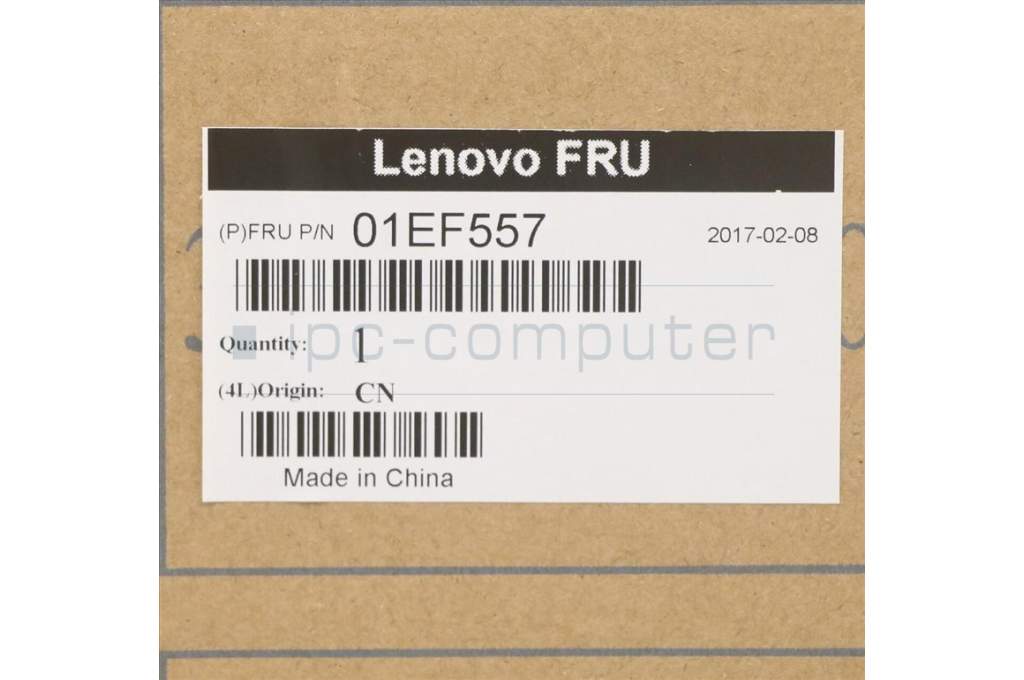 Lenovo FRU
(P)FRU P/N 01EF557 2017-02-08
ipc-computer
Quantity: 1
(4L)Origin: CN
Made in China